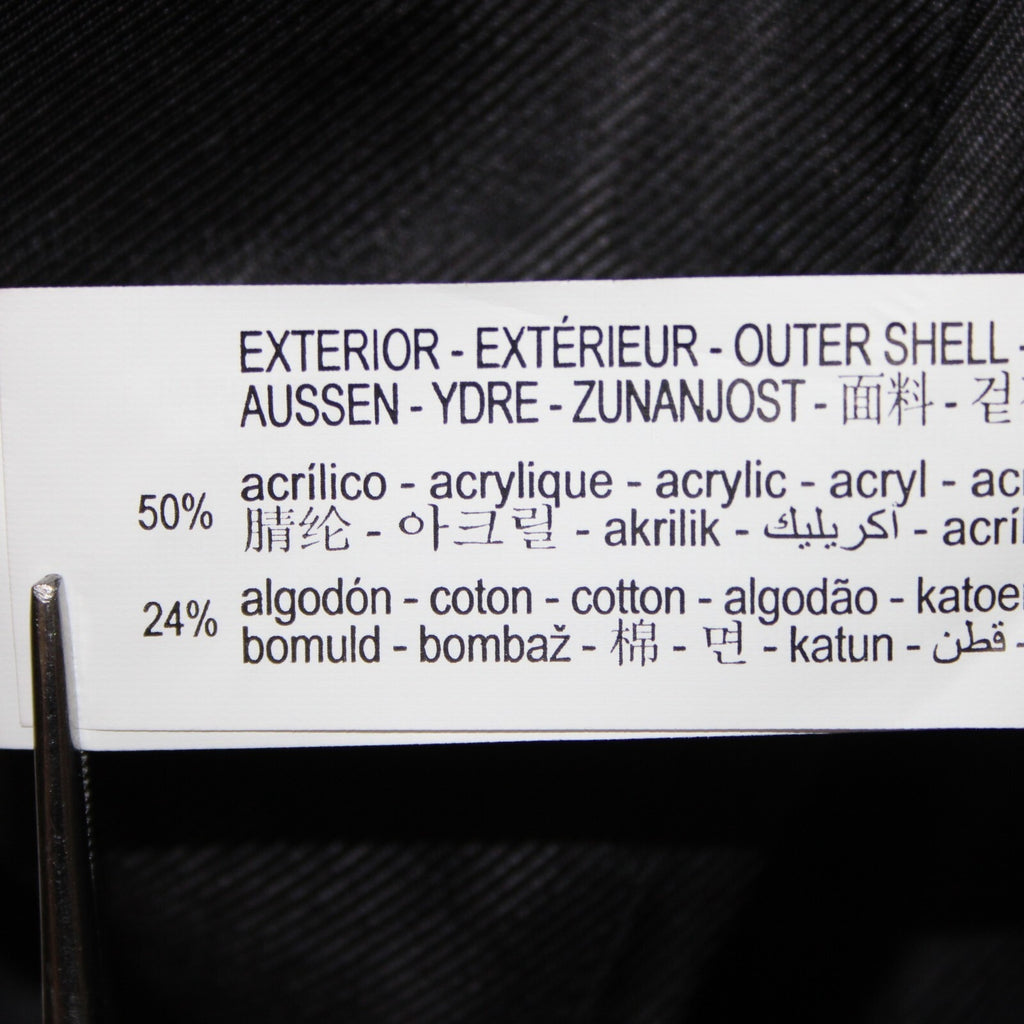 EXTERIOR - EXTÉRIEUR - OUTER SHELL -
AUSSEN - YDRE - ZUNANJOST - 面料 -
50% acrílico - acrylique - acrylic - acryl -
腈纶 - 아크릴 - akrilik - أكريليك -
24% algodón - coton - cotton - algodão -
bomuld - bombaž - 棉 - 면 - katun - قطن -